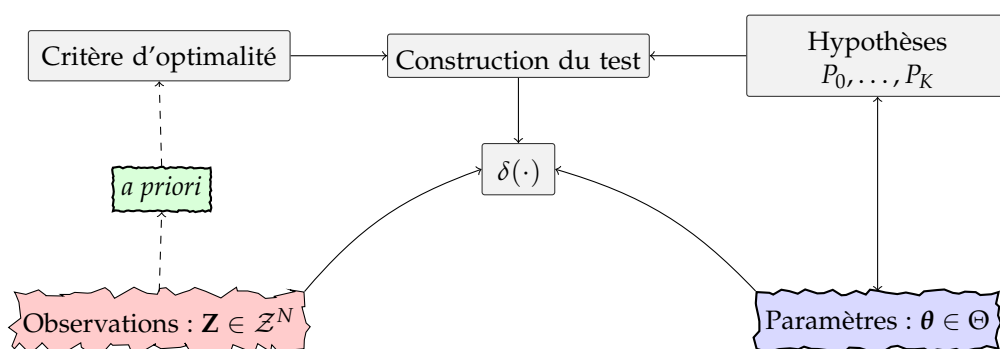 Critère d'optimalité
Construction du test
Hypothèses
P_0, ..., P_K
a priori
δ(·)
Observations : Z ∈ 𝒵^N
Paramètres : θ ∈ Θ